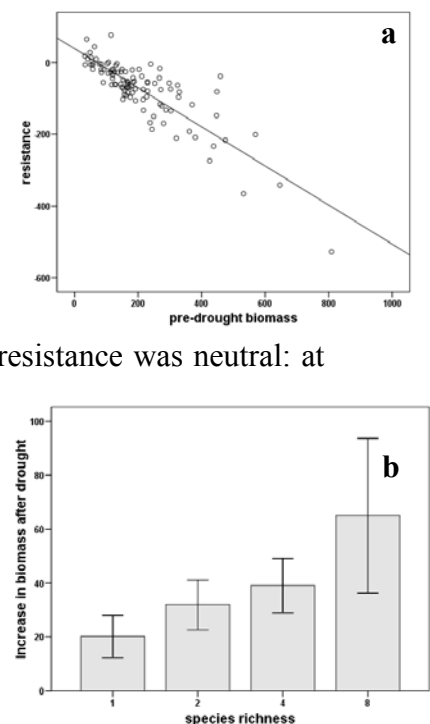 a
0
-200
-400
-600
resistance
0 200 400 600 800 1000
pre-drought biomass
resistance was neutral: at
b
100
80
60
40
20
0
Increase in biomass after drought
1 2 4 8
species richness